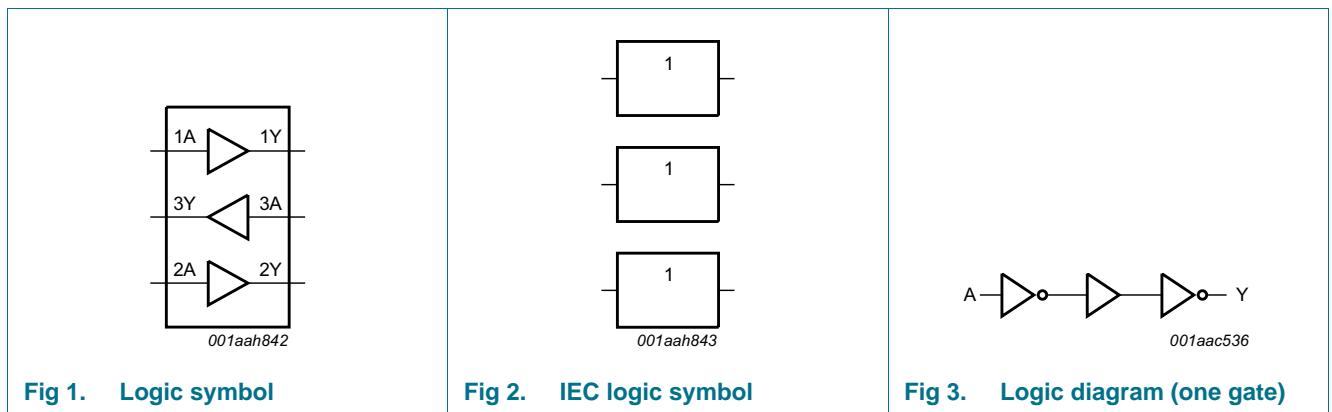 1A 1Y
3Y 3A
2A 2Y
001aah842
Fig 1. Logic symbol
1
1
1
001aah843
Fig 2. IEC logic symbol
A Y
001aac536
Fig 3. Logic diagram (one gate)